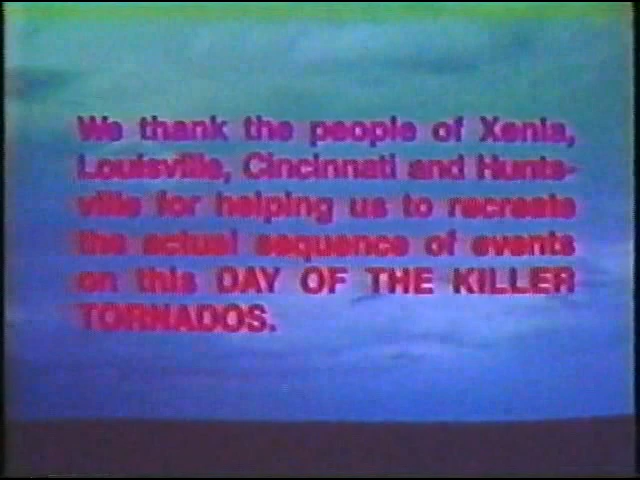 We thank the people of Xenia,
Louisville, Cincinnati and Hunts-
ville for helping us to recreate
the actual sequence of events
on this DAY OF THE KILLER
TORNADOS.